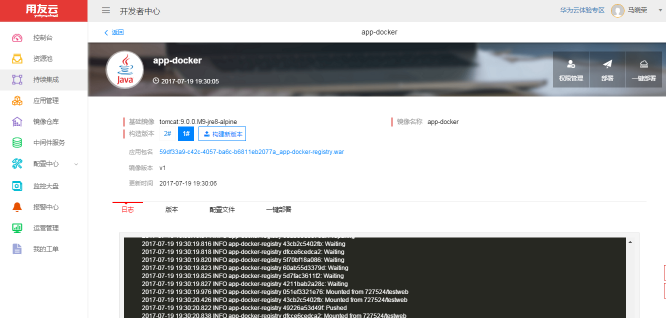 用友云
开发者中心
华为云体验专区
马晓荣
控制台
资源池
持续集成
应用管理
镜像仓库
中间件服务
配置中心
监控大盘
报警中心
运营管理
我的工单
返回
app-docker
app-docker
2017-07-19 19:30:05
Java
权限管理
部署
一键部署
基础镜像 tomcat:9.0.0.M9-jre8-alpine
镜像名称 app-docker
构造版本 2# 1# 构造新版本
应用包名 59df33a9-c42c-4057-ba6c-b6811eb2077a_app-docker-registry.war
镜像版本 v1
更新时间 2017-07-19 19:30:06
日志 版本 配置文件 一键部署
2017-07-19 19:30:19.816 INFO app-docker-registry 43cb2c5402fb: Waiting
2017-07-19 19:30:19.818 INFO app-docker-registry dfcce6cedca2: Waiting
2017-07-19 19:30:19.820 INFO app-docker-registry 5f70bf18a086: Waiting
2017-07-19 19:30:19.823 INFO app-docker-registry 60ab55d3379d: Waiting
2017-07-19 19:30:19.825 INFO app-docker-registry 5d7fac3611f2: Waiting
2017-07-19 19:30:19.827 INFO app-docker-registry 4211bab2a28c: Waiting
2017-07-19 19:30:19.976 INFO app-docker-registry 051ef3321e76: Mounted from 727524/testweb
2017-07-19 19:30:20.426 INFO app-docker-registry 43cb2c5402fb: Mounted from 727524/testweb
2017-07-19 19:30:20.822 INFO app-docker-registry 49226a53d49f: Pushed
2017-07-19 19:30:20.838 INFO app-docker-registry dfcce6cedca2: Mounted from 727524/testweb